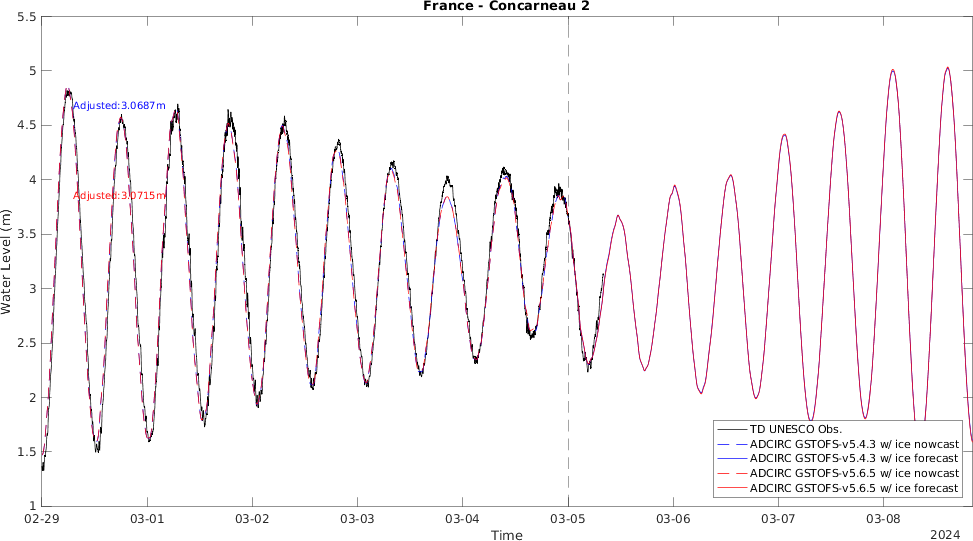 France - Concarneau 2
5.5
5
4.5
4
3.5
3
2.5
2
1.5
1
Water Level (m)
Adjusted:3.0687m
Adjusted:3.0715m
TD UNESCO Obs.
ADCIRC GSTOFS-v5.4.3 w/ ice nowcast
ADCIRC GSTOFS-v5.4.3 w/ ice forecast
ADCIRC GSTOFS-v5.6.5 w/ ice nowcast
ADCIRC GSTOFS-v5.6.5 w/ ice forecast
02-29 03-01 03-02 03-03 03-04 03-05 03-06 03-07 03-08
Time
2024